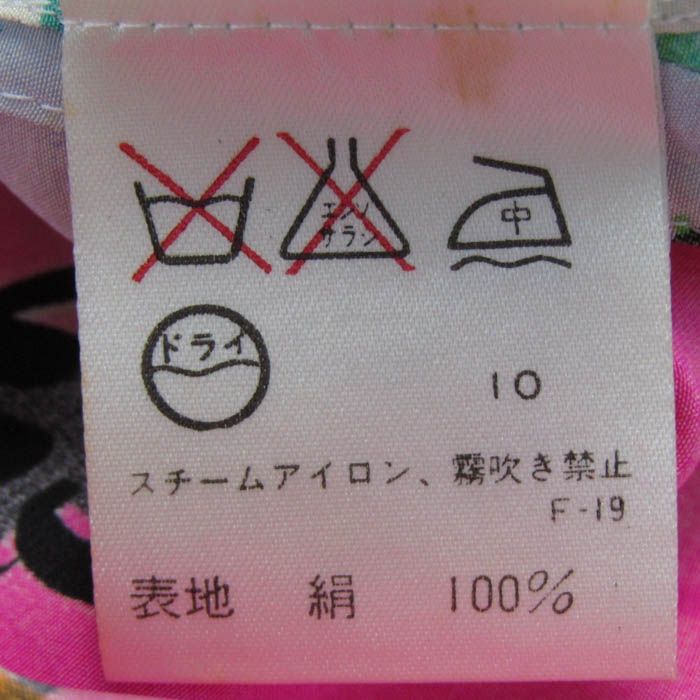 エンソ
サラシ
中
ドライ
10
スチームアイロン、霧吹き禁止
F-19
表地 絹 100%